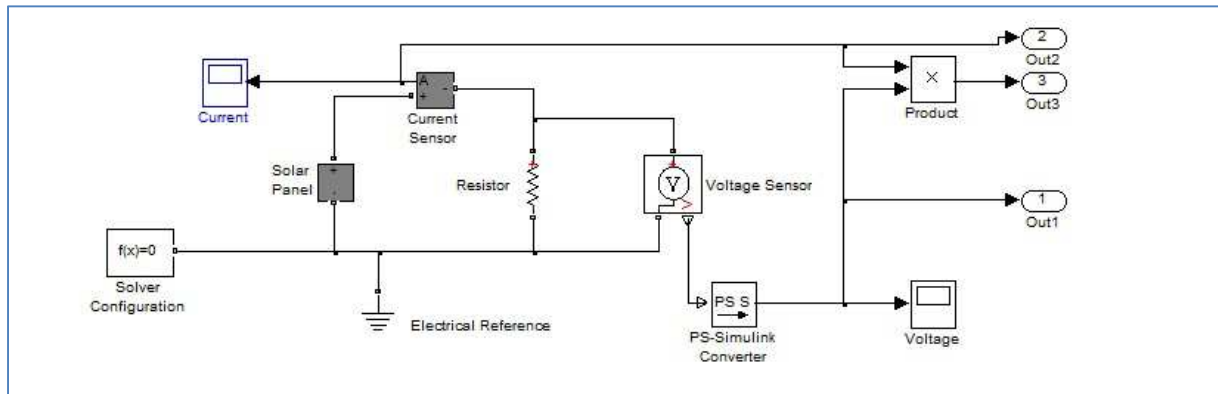 2
Out2
A
+
-
×
3
Out3
Current
Current
Sensor
Product
Solar
Panel
+
-
Resistor
+
+
V
V
Voltage Sensor
1
Out1
f(x)=0
Solver
Configuration
Electrical Reference
PS S
PS-Simulink
Converter
Voltage